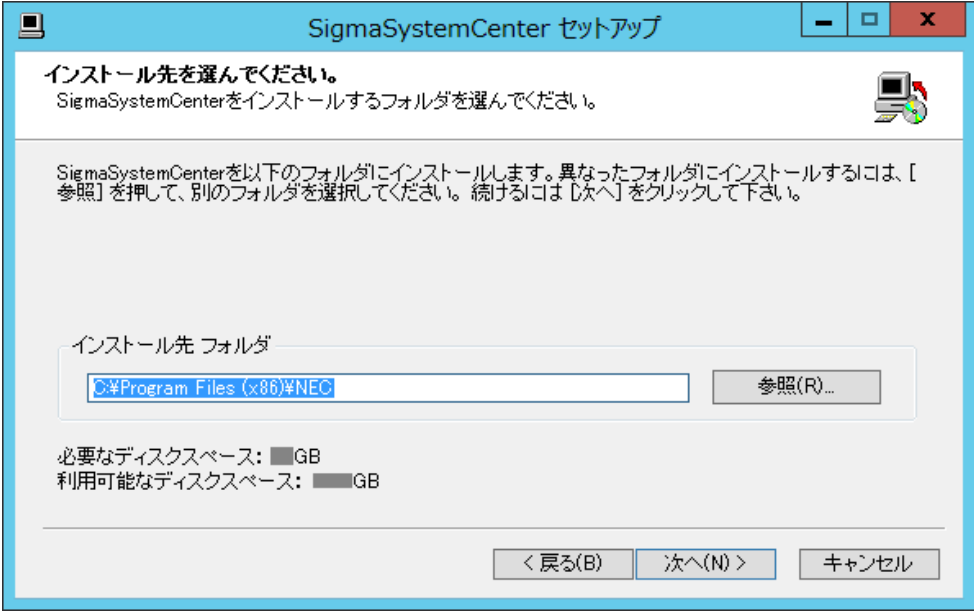 SigmaSystemCenter セットアップ
インストール先を選んでください。
SigmaSystemCenterをインストールするフォルダを選んでください。
SigmaSystemCenterを以下のフォルダにインストールします。異なったフォルダにインストールするには、[
参照] を押して、別のフォルダを選択してください。続けるには [次へ] をクリックして下さい。
インストール先 フォルダ
C:¥Program Files (x86)¥NEC
参照(R)...
必要なディスクスペース: GB
利用可能なディスクスペース: GB
< 戻る(B)
次へ(N) >
キャンセル